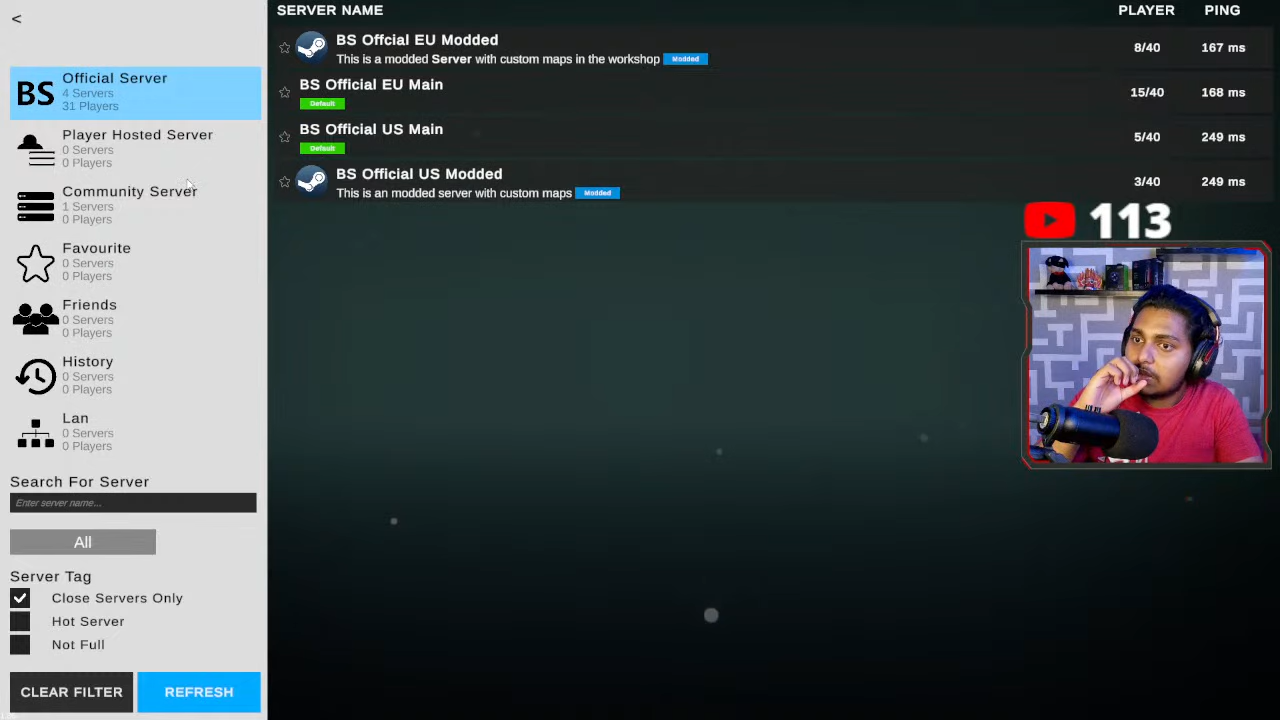 <
BS
Official Server
4 Servers
31 Players
Player Hosted Server
0 Servers
0 Players
Community Server
1 Servers
0 Players
Favourite
0 Servers
0 Players
Friends
0 Servers
0 Players
History
0 Servers
0 Players
Lan
0 Servers
0 Players
Search For Server
Enter server name...
All
Server Tag
Close Servers Only
Hot Server
Not Full
CLEAR FILTER REFRESH
SERVER NAME PLAYER PING
BS Offcial EU Modded 8/40 167 ms
This is a modded Server with custom maps in the workshop Modded
BS Official EU Main 15/40 168 ms
Default
BS Official US Main 5/40 249 ms
Default
BS Official US Modded 3/40 249 ms
This is an modded server with custom maps Modded
113